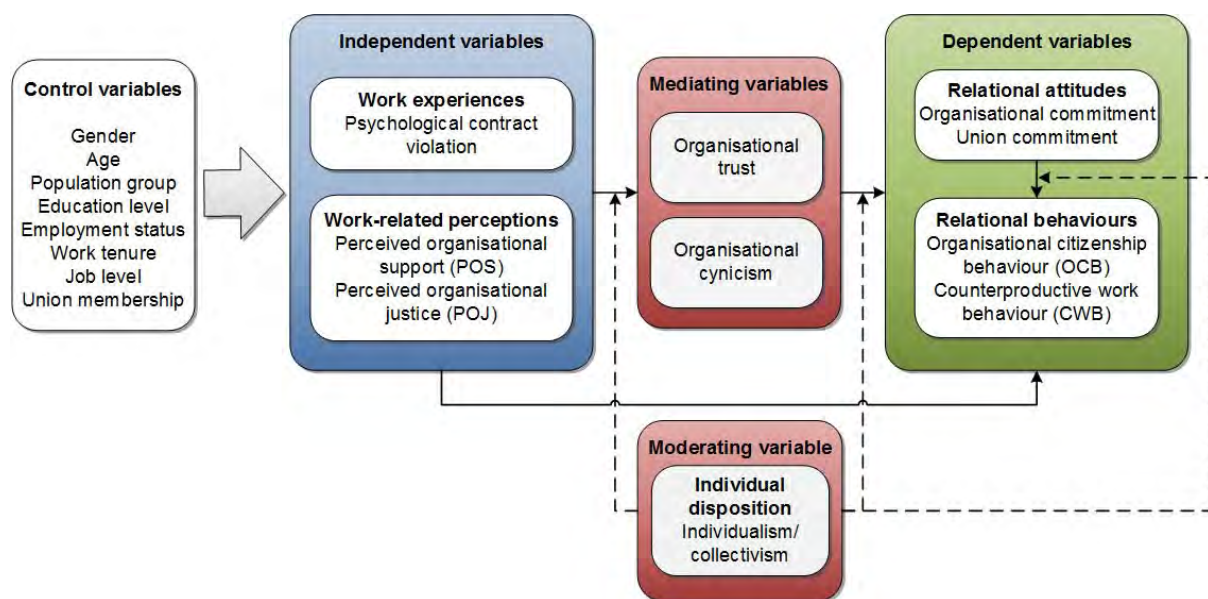 Control variables
Gender
Age
Population group
Education level
Employment status
Work tenure
Job level
Union membership
Independent variables
Work experiences
Psychological contract
violation
Work-related perceptions
Perceived organisational
support (POS)
Perceived organisational
justice (POJ)
Mediating variables
Organisational
trust
Organisational
cynicism
Dependent variables
Relational attitudes
Organisational commitment
Union commitment
Relational behaviours
Organisational citizenship
behaviour (OCB)
Counterproductive work
behaviour (CWB)
Moderating variable
Individual
disposition
Individualism/
collectivism